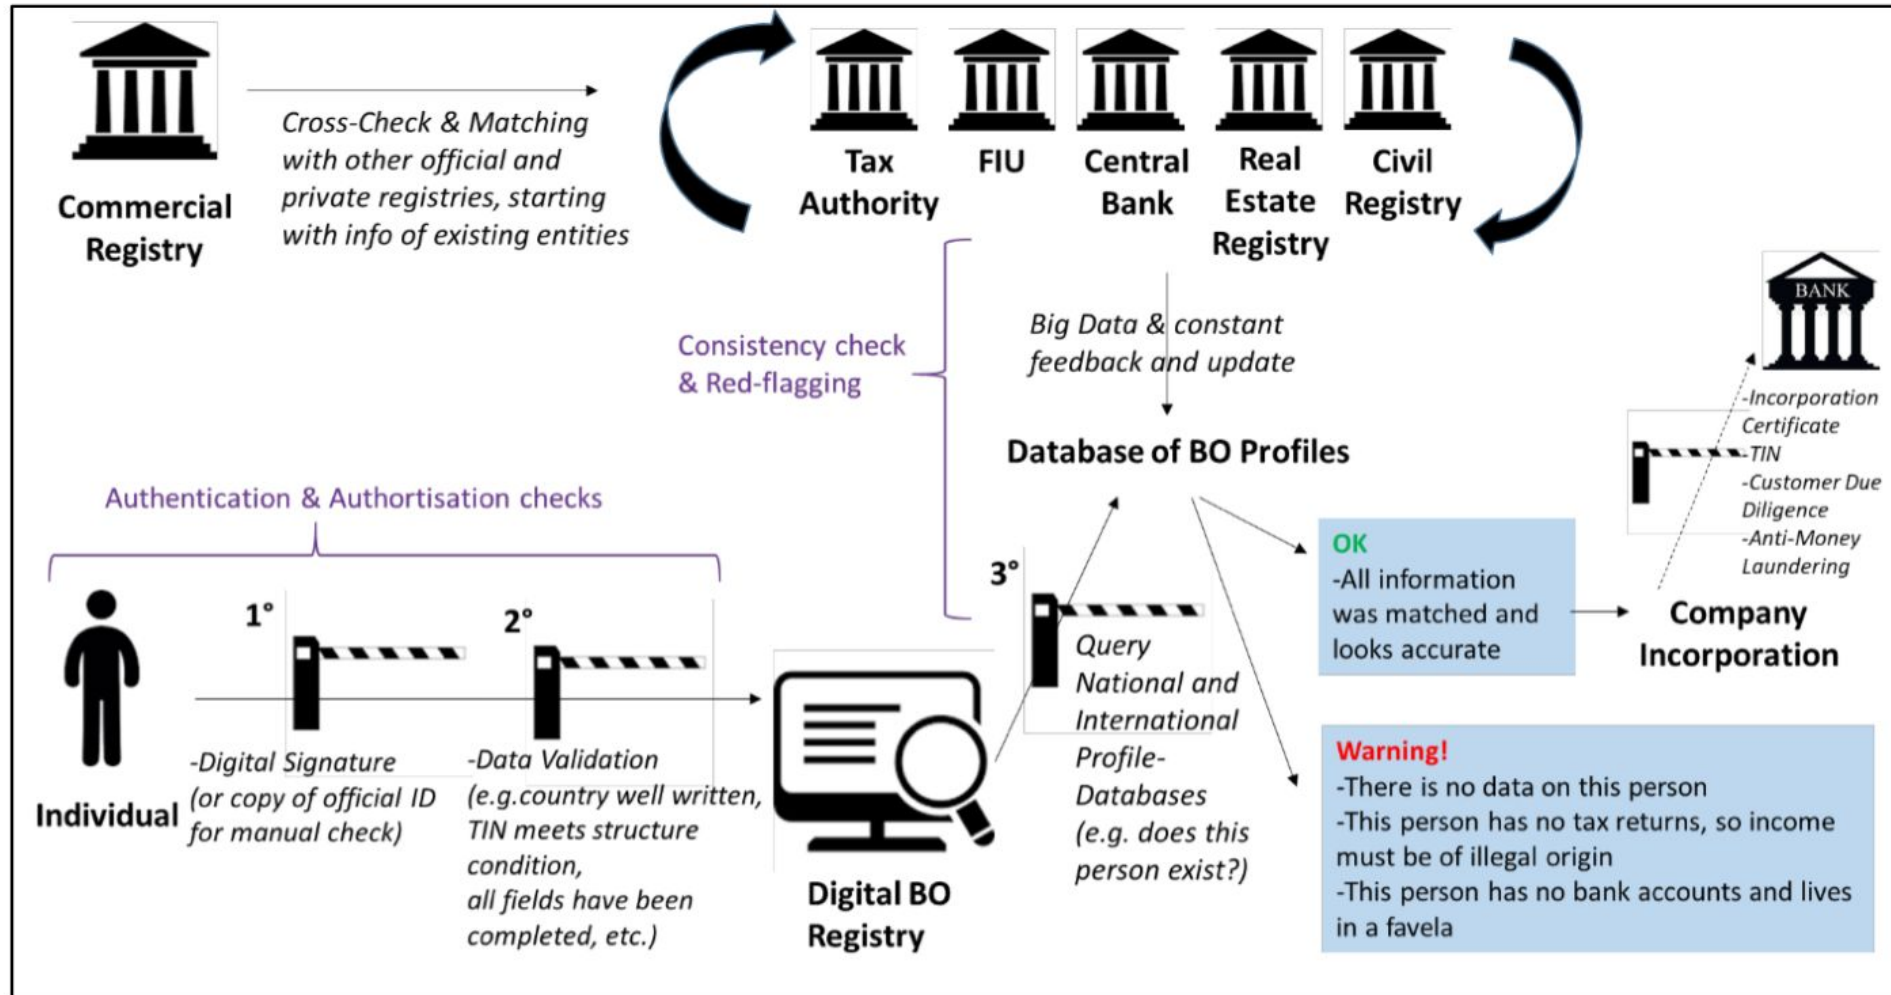 Commercial
Registry
Cross-Check & Matching
with other official and
private registries, starting
with info of existing entities
Tax
Authority
FIU
Central
Bank
Real
Estate
Registry
Civil
Registry
Consistency check
& Red-flagging
Big Data & constant
feedback and update
Database of BO Profiles
BANK
-Incorporation
Certificate
-TIN
-Customer Due
Diligence
-Anti-Money
Laundering
Authentication & Authortisation checks
Individual
1°
-Digital Signature
(or copy of official ID
for manual check)
2°
-Data Validation
(e.g.country well written,
TIN meets structure
condition,
all fields have been
completed, etc.)
Digital BO
Registry
3°
Query
National and
International
Profile-
Databases
(e.g. does this
person exist?)
OK
-All information
was matched and
looks accurate
Company
Incorporation
Warning!
-There is no data on this person
-This person has no tax returns, so income
must be of illegal origin
-This person has no bank accounts and lives
in a favela